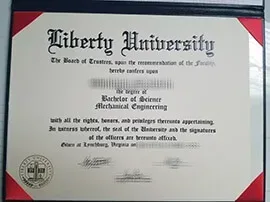 Liberty University
The Board of Trustees, upon the recommendation of the Faculty
hereby confers upon
the degree of
Bachelor of Science
Mechanical Engineering
with all the rights, honors, and privileges thereunto appertaining.
In witness whereof, the seal of the University and the signatures
of the officers are hereunto affixed.
Given at Lynchburg, Virginia on